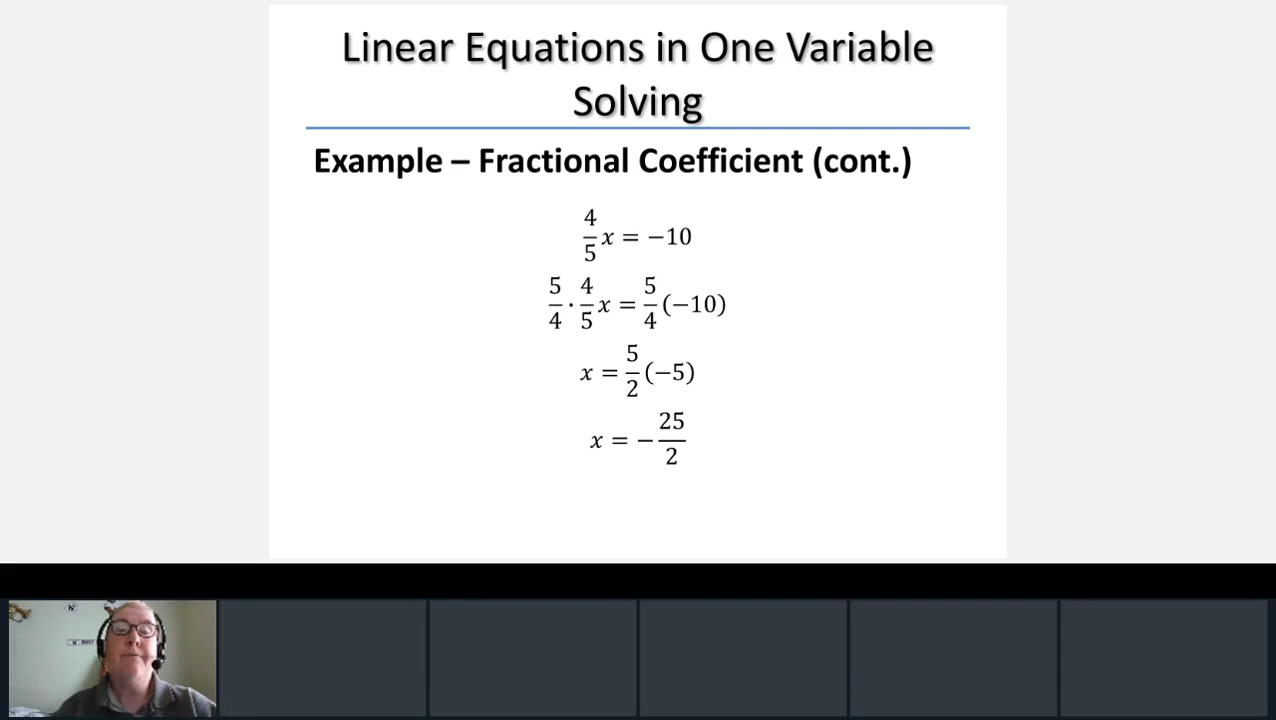 Linear Equations in One Variable
Solving
Example – Fractional Coefficient (cont.)
4/5 x = −10
5/4 · 4/5 x = 5/4 (−10)
x = 5/2 (−5)
x = − 25/2